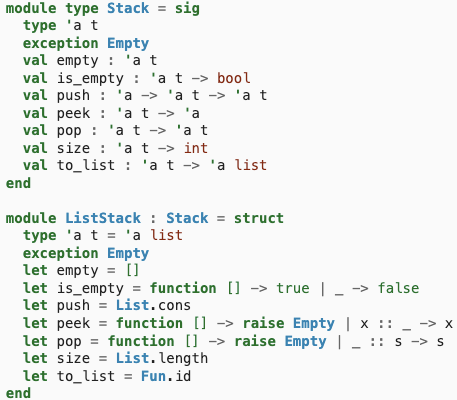 module type Stack = sig
  type 'a t
  exception Empty
  val empty : 'a t
  val is_empty : 'a t -> bool
  val push : 'a -> 'a t -> 'a t
  val peek : 'a t -> 'a
  val pop : 'a t -> 'a t
  val size : 'a t -> int
  val to_list : 'a t -> 'a list
end

module ListStack : Stack = struct
  type 'a t = 'a list
  exception Empty
  let empty = []
  let is_empty = function [] -> true | _ -> false
  let push = List.cons
  let peek = function [] -> raise Empty | x :: _ -> x
  let pop = function [] -> raise Empty | _ :: s -> s
  let size = List.length
  let to_list = Fun.id
end